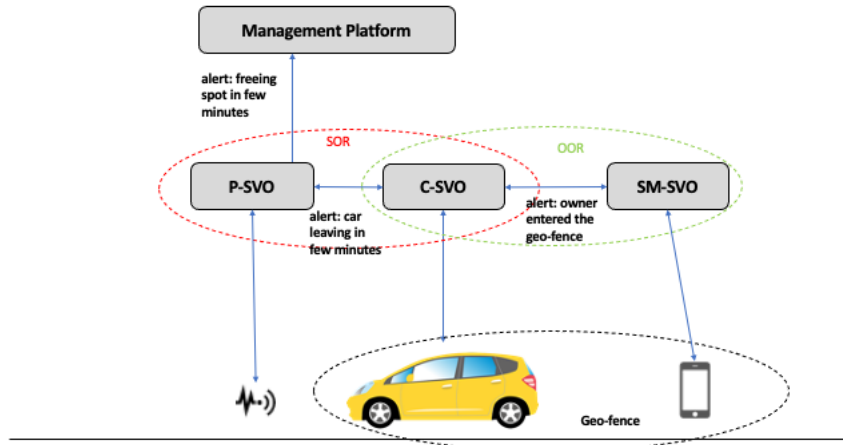 Management Platform
alert: freeing
spot in few
minutes
SOR
OOR
P-SVO
C-SVO
SM-SVO
alert: car
leaving in
few minutes
alert: owner
entered the
geo-fence
Geo-fence